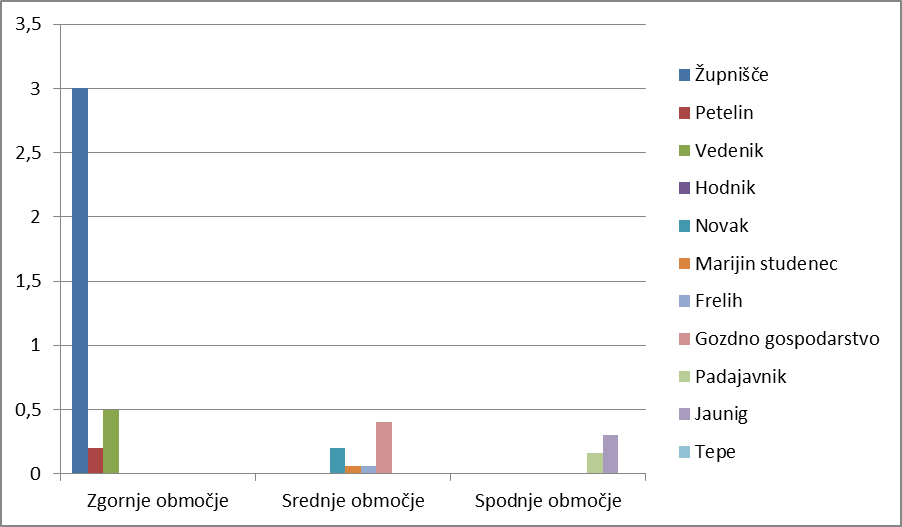 3,5
3
2,5
2
1,5
1
0,5
0
Zgornje območje
Srednje območje
Spodnje območje
Župnišče
Petelin
Vedenik
Hodnik
Novak
Marijin studenec
Frelih
Gozdno gospodarstvo
Padajavnik
Jaunig
Tepe